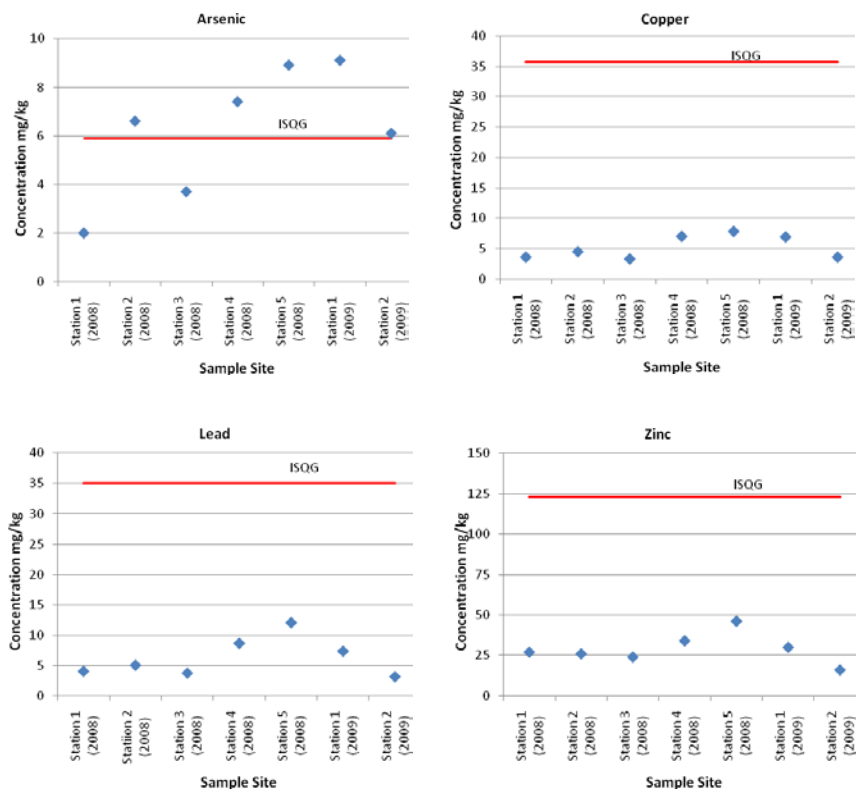 Arsenic
Concentration mg/kg
10
8
6
4
2
0
ISQG
Station 1
(2008)
Station 2
(2008)
Station 3
(2008)
Station 4
(2008)
Station 5
(2008)
Station 1
(2009)
Station 2
(2009)
Sample Site
Copper
Concentration mg/kg
40
35
30
25
20
15
10
5
0
ISQG
Station 1
(2008)
Station 2
(2008)
Station 3
(2008)
Station 4
(2008)
Station 5
(2008)
Station 1
(2009)
Station 2
(2009)
Sample Site
Lead
Concentration mg/kg
40
35
30
25
20
15
10
5
0
ISQG
Station 1
(2008)
Statiion 2
(2008)
Station 3
(2008)
Station 4
(2008)
Station 5
(2008)
Station 1
(2009)
Station 2
(2009)
Sample Site
Zinc
Concentration mg/kg
150
125
100
75
50
25
0
ISQG
Station 1
(2008)
Station 2
(2008)
Station 3
(2008)
Station 4
(2008)
Station 5
(2008)
Station 1
(2009)
Station 2
(2009)
Sample Site